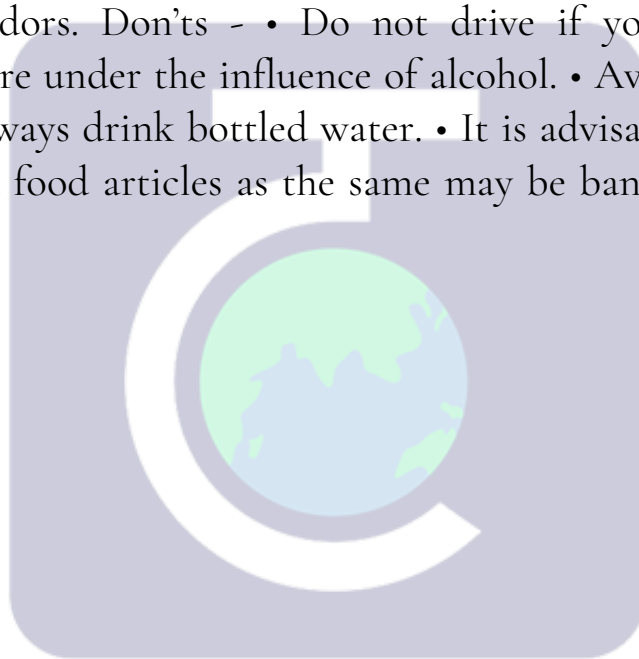 dors. Don’ts - • Do not drive if yo
re under the influence of alcohol. • Av
ways drink bottled water. • It is advisa
food articles as the same may be ban